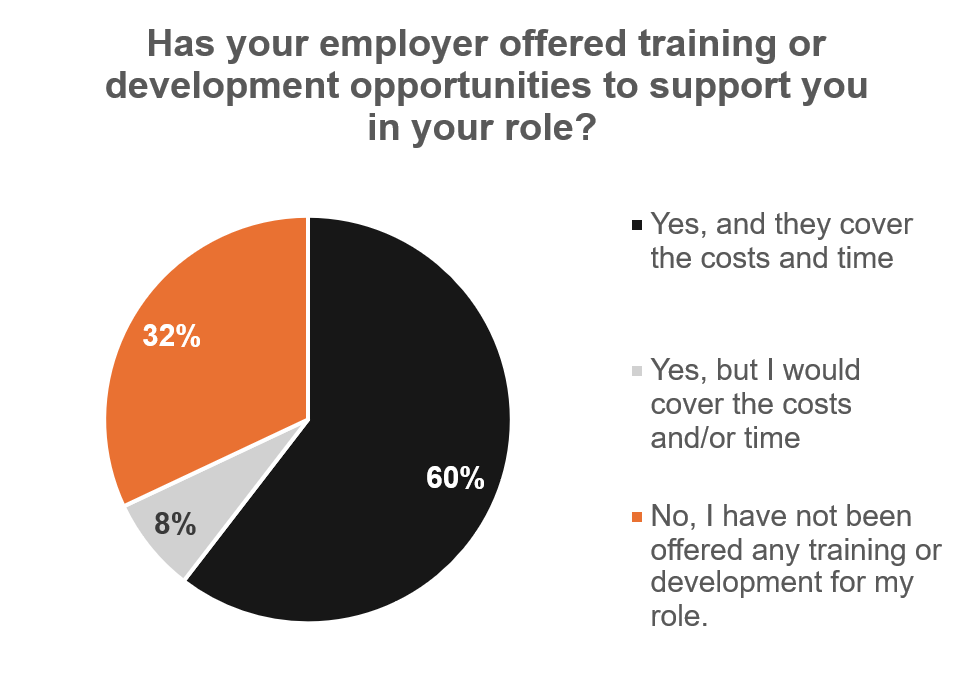 Has your employer offered training or
development opportunities to support you
in your role?
Yes, and they cover
the costs and time
32%
Yes, but I would
cover the costs
and/or time
60%
8%
No, I have not been
offered any training or
development for my
role.